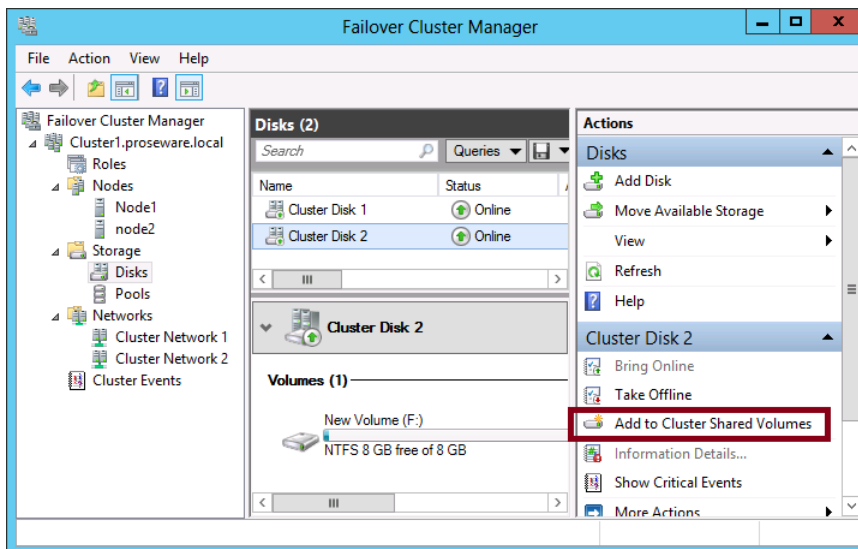 Failover Cluster Manager
File Action View Help
Failover Cluster Manager
Cluster1.proseware.local
Roles
Nodes
Node1
node2
Storage
Disks
Pools
Networks
Cluster Network 1
Cluster Network 2
Cluster Events
Disks (2)
Search Queries
Name Status
Cluster Disk 1 Online
Cluster Disk 2 Online
Cluster Disk 2
Volumes (1)
New Volume (F:)
NTFS 8 GB free of 8 GB
Actions
Disks
Add Disk
Move Available Storage
View
Refresh
Help
Cluster Disk 2
Bring Online
Take Offline
Add to Cluster Shared Volumes
Information Details...
Show Critical Events
More Actions